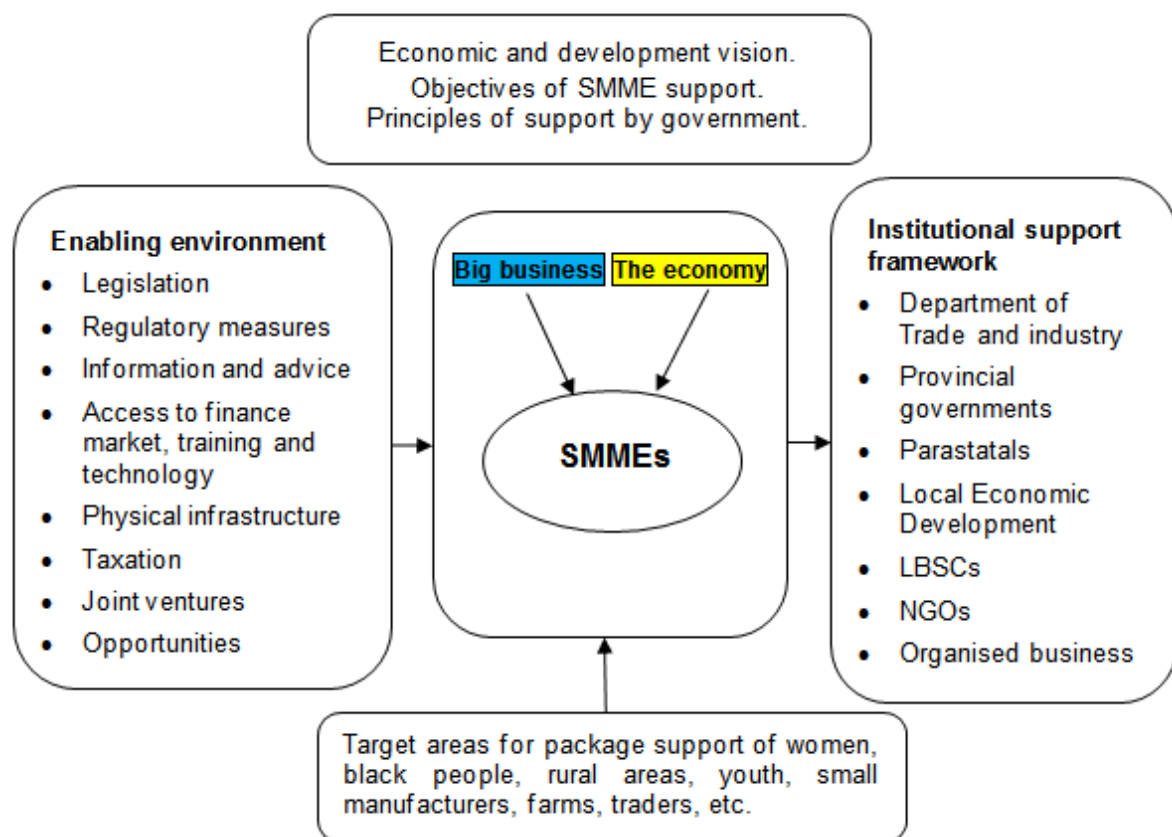 Economic and development vision.
Objectives of SMME support.
Principles of support by government.
Enabling environment
• Legislation
• Regulatory measures
• Information and advice
• Access to finance
market, training and
technology
• Physical infrastructure
• Taxation
• Joint ventures
• Opportunities
Big business The economy
SMMEs
Institutional support
framework
• Department of
Trade and industry
• Provincial
governments
• Parastatals
• Local Economic
Development
• LBSCs
• NGOs
• Organised business
Target areas for package support of women,
black people, rural areas, youth, small
manufacturers, farms, traders, etc.